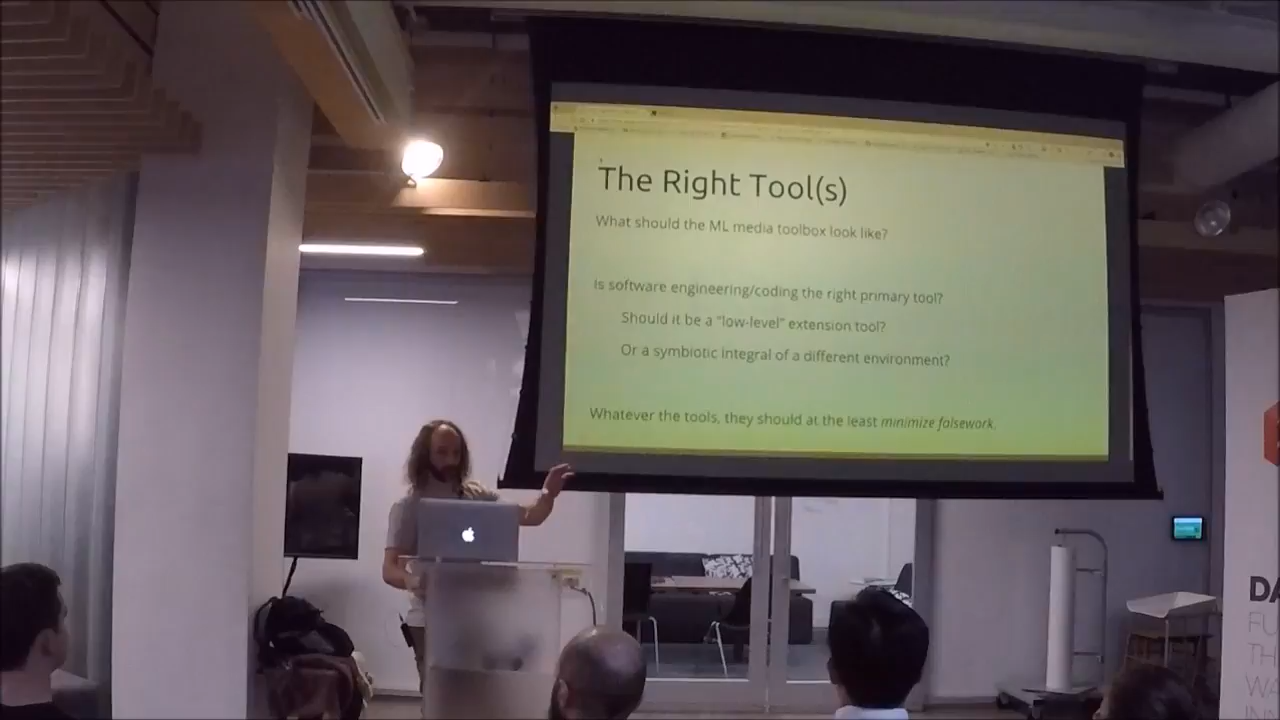 The Right Tool(s)
What should the ML media toolbox look like?
Is software engineering/coding the right primary tool?
Should it be a “low-level” extension tool?
Or a symbiotic integral of a different environment?
Whatever the tools, they should at the least minimize falsework.